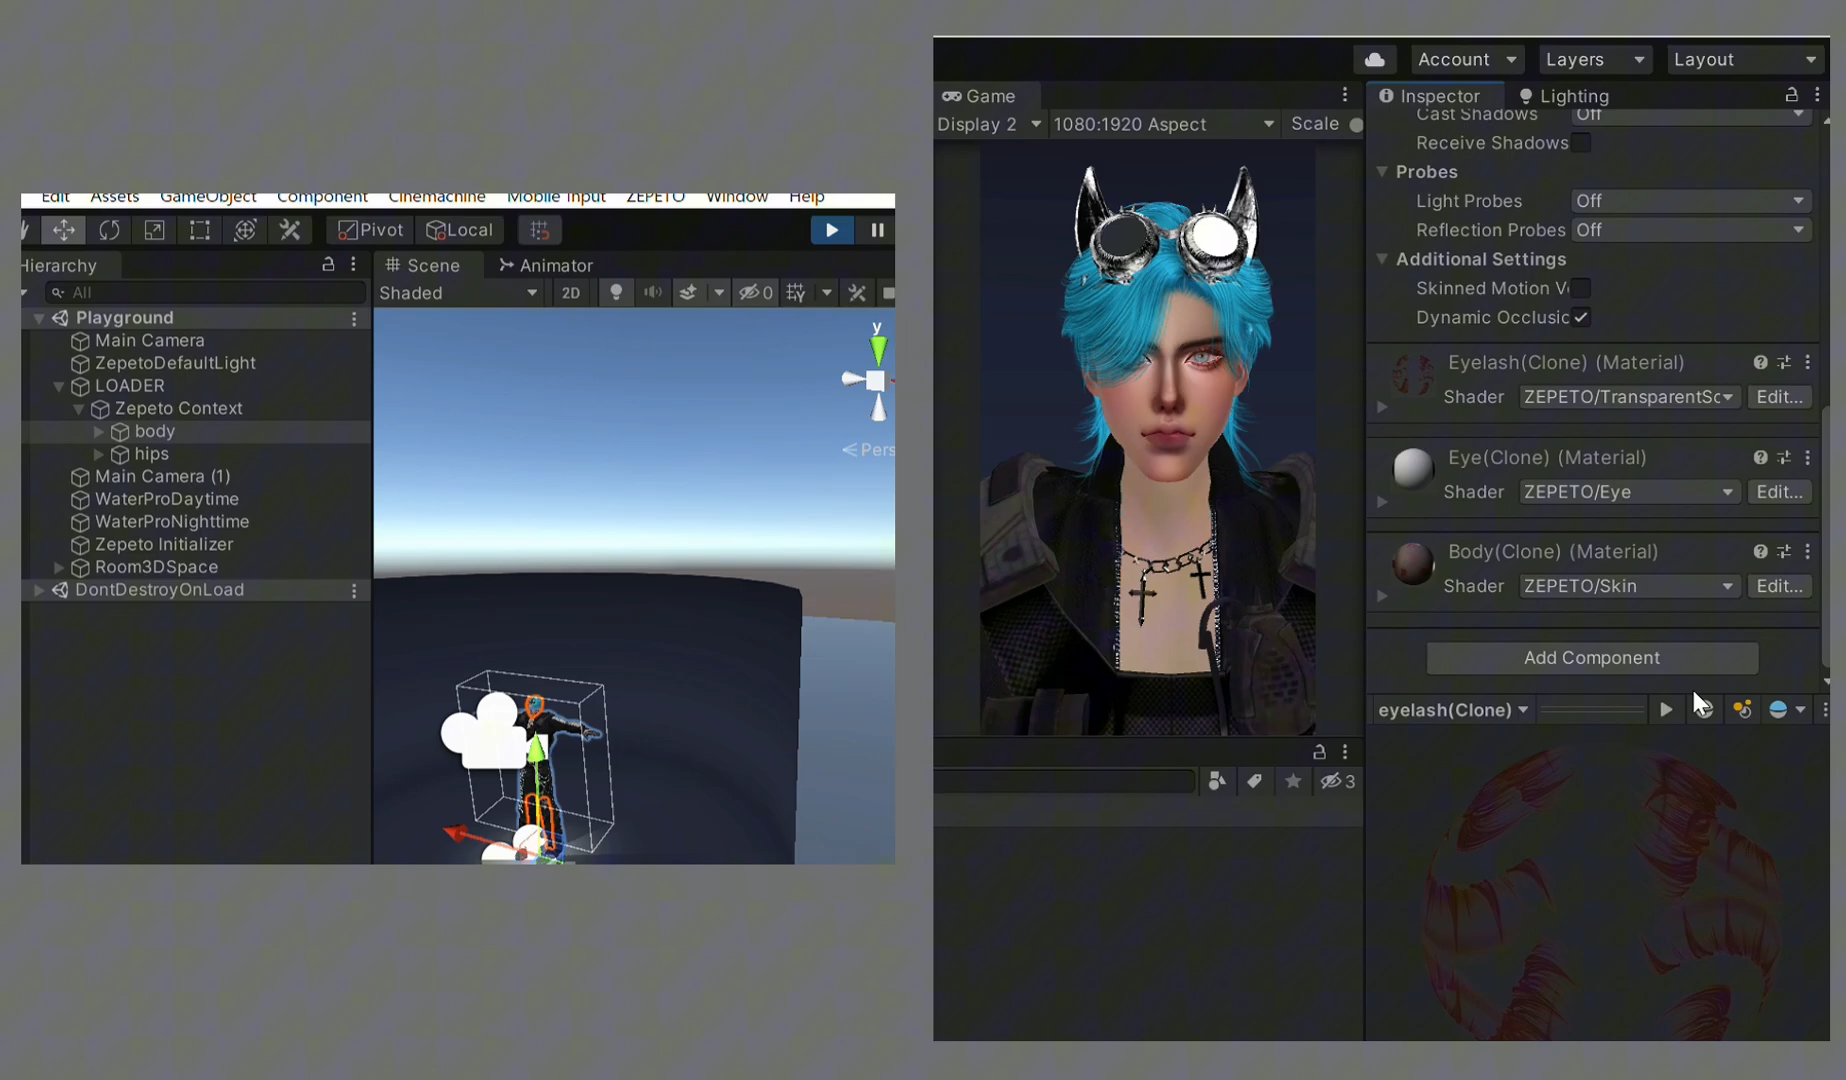 Edit Assets GameObject Component Cinemachine Mobile Input ZEPETO Window Help
Pivot Local
Hierarchy
Scene Animator
All
Shaded 2D 0
Playground
Main Camera
ZepetoDefaultLight
LOADER
Zepeto Context
body
hips
Main Camera (1)
WaterProDaytime
WaterProNighttime
Zepeto Initializer
Room3DSpace
DontDestroyOnLoad
y
Pers
Account Layers Layout
Game
Display 2 1080:1920 Aspect Scale
3
Inspector Lighting
Cast Shadows Off
Receive Shadows
Probes
Light Probes Off
Reflection Probes Off
Additional Settings
Skinned Motion V
Dynamic Occlusic
Eyelash(Clone) (Material)
Shader ZEPETO/TransparentSc Edit...
Eye(Clone) (Material)
Shader ZEPETO/Eye Edit...
Body(Clone) (Material)
Shader ZEPETO/Skin Edit...
Add Component
eyelash(Clone)